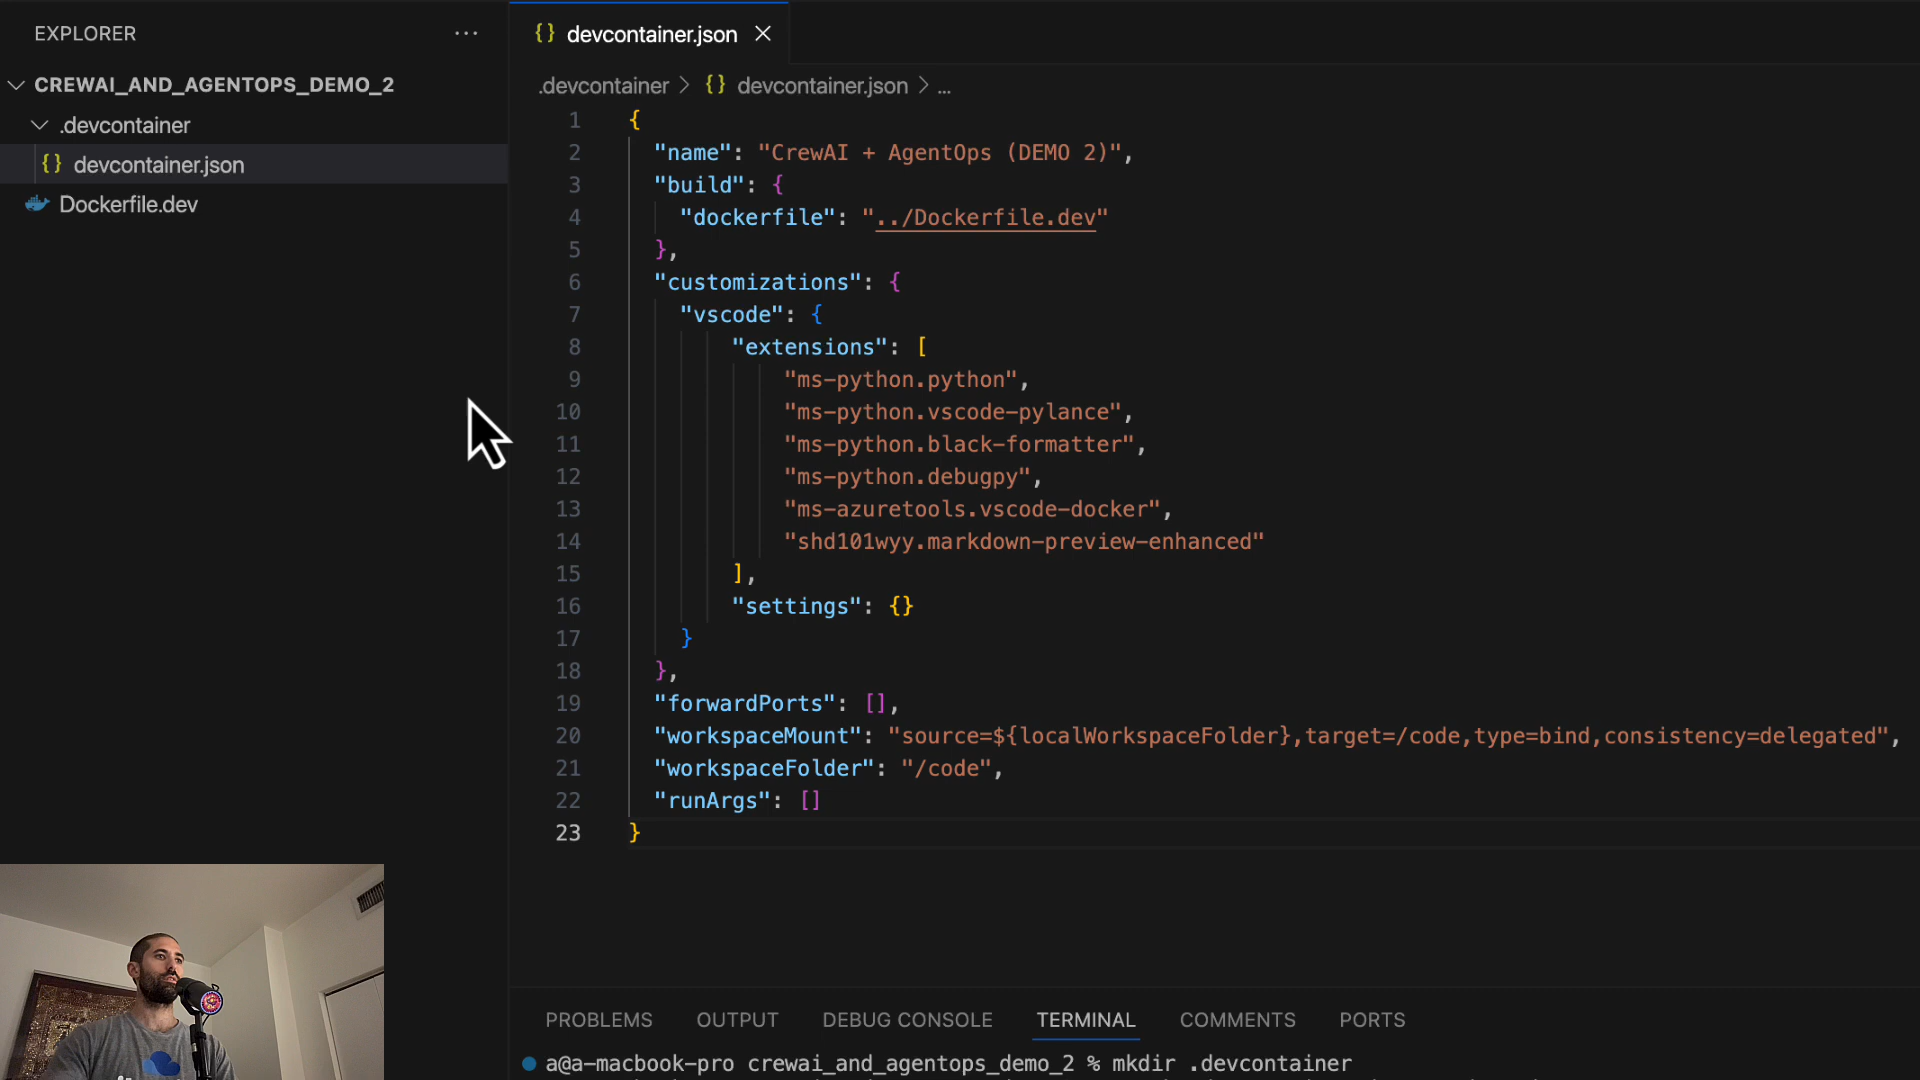 EXPLORER
CREWAI_AND_AGENTOPS_DEMO_2
.devcontainer
{} devcontainer.json
Dockerfile.dev
{} devcontainer.json
.devcontainer > {} devcontainer.json > ...
1 {
2 "name": "CrewAI + AgentOps (DEMO 2)",
3 "build": {
4 "dockerfile": "../Dockerfile.dev"
5 },
6 "customizations": {
7 "vscode": {
8 "extensions": [
9 "ms-python.python",
10 "ms-python.vscode-pylance",
11 "ms-python.black-formatter",
12 "ms-python.debugpy",
13 "ms-azuretools.vscode-docker",
14 "shd101wyy.markdown-preview-enhanced"
15 ],
16 "settings": {}
17 }
18 },
19 "forwardPorts": [],
20 "workspaceMount": "source=${localWorkspaceFolder},target=/code,type=bind,consistency=delegated",
21 "workspaceFolder": "/code",
22 "runArgs": []
23 }
PROBLEMS OUTPUT DEBUG CONSOLE TERMINAL COMMENTS PORTS
a@a-macbook-pro crewai_and_agentops_demo_2 % mkdir .devcontainer